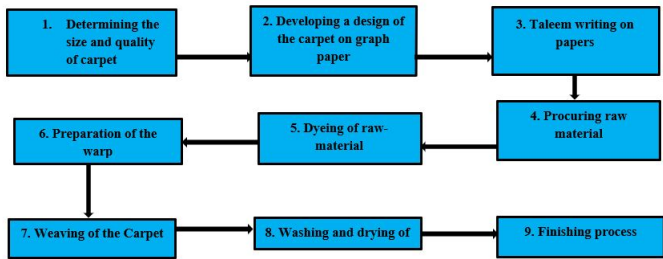 1. Determining the
size and quality
of carpet
2. Developing a design of
the carpet on graph
paper
3. Taleem writing on
papers
4. Procuring raw
material
5. Dyeing of raw-
material
6. Preparation of the
warp
7. Weaving of the Carpet
8. Washing and drying of
9. Finishing process